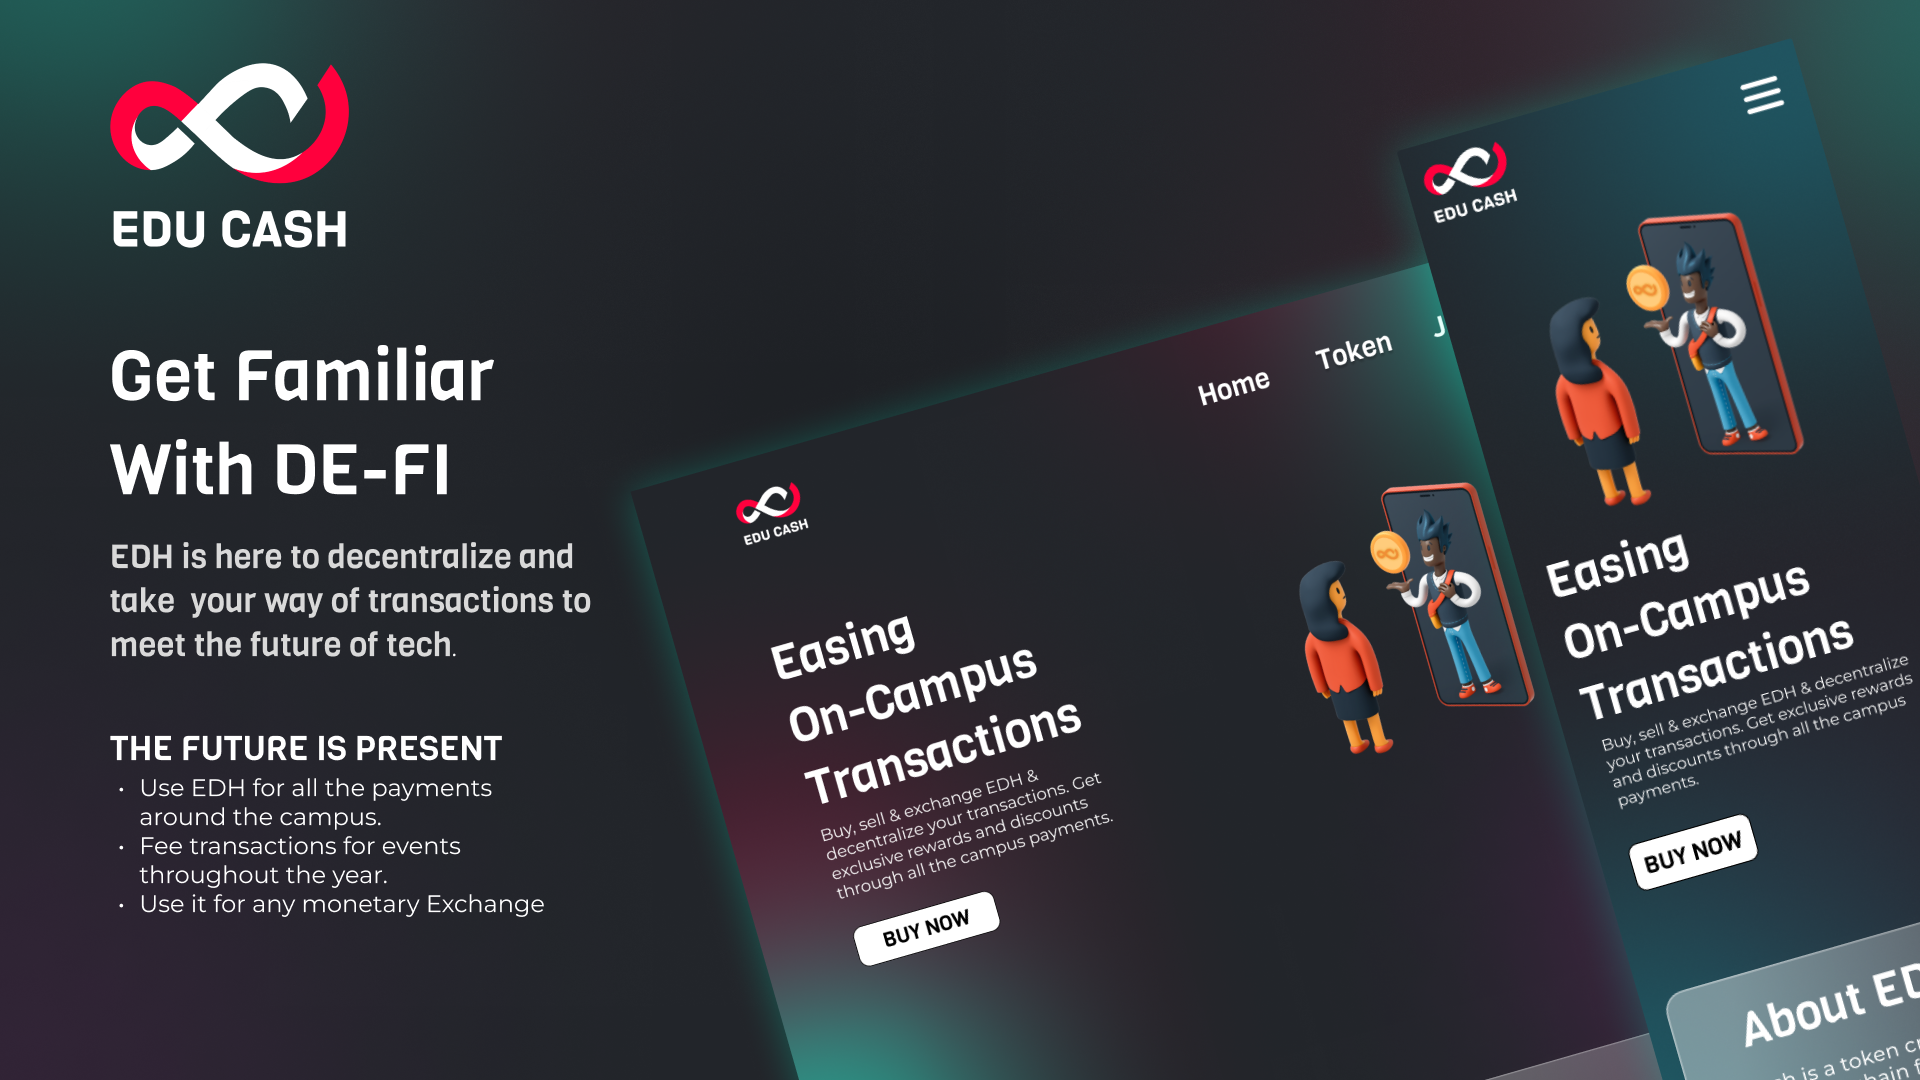 EDU CASH
Get Familiar
With DE-FI
EDH is here to decentralize and
take  your way of transactions to
meet the future of tech.
THE FUTURE IS PRESENT
• Use EDH for all the payments
around the campus.
• Fee transactions for events
throughout the year.
• Use it for any monetary Exchange
Home
Token
EDU CASH
Easing
On-Campus
Transactions
Buy, sell & exchange EDH &
decentralize your transactions. Get
exclusive rewards and discounts
through all the campus payments.
BUY NOW
EDU CASH
Easing
On-Campus
Transactions
Buy, sell & exchange EDH & decentralize
your transactions. Get exclusive rewards
and discounts through all the campus
payments.
BUY NOW
About
is a token